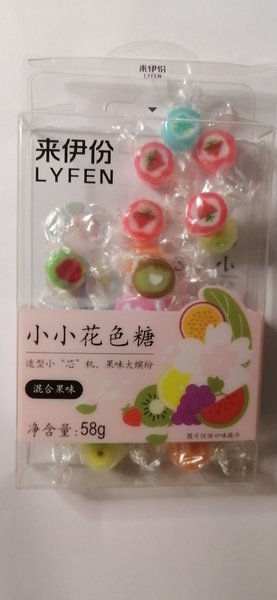 来伊份
LYFEN
来伊份
LYFEN
小小花色糖
造型小“芯”机，果味大缤纷
混合果味
净含量:58g
图片仅供口味提示